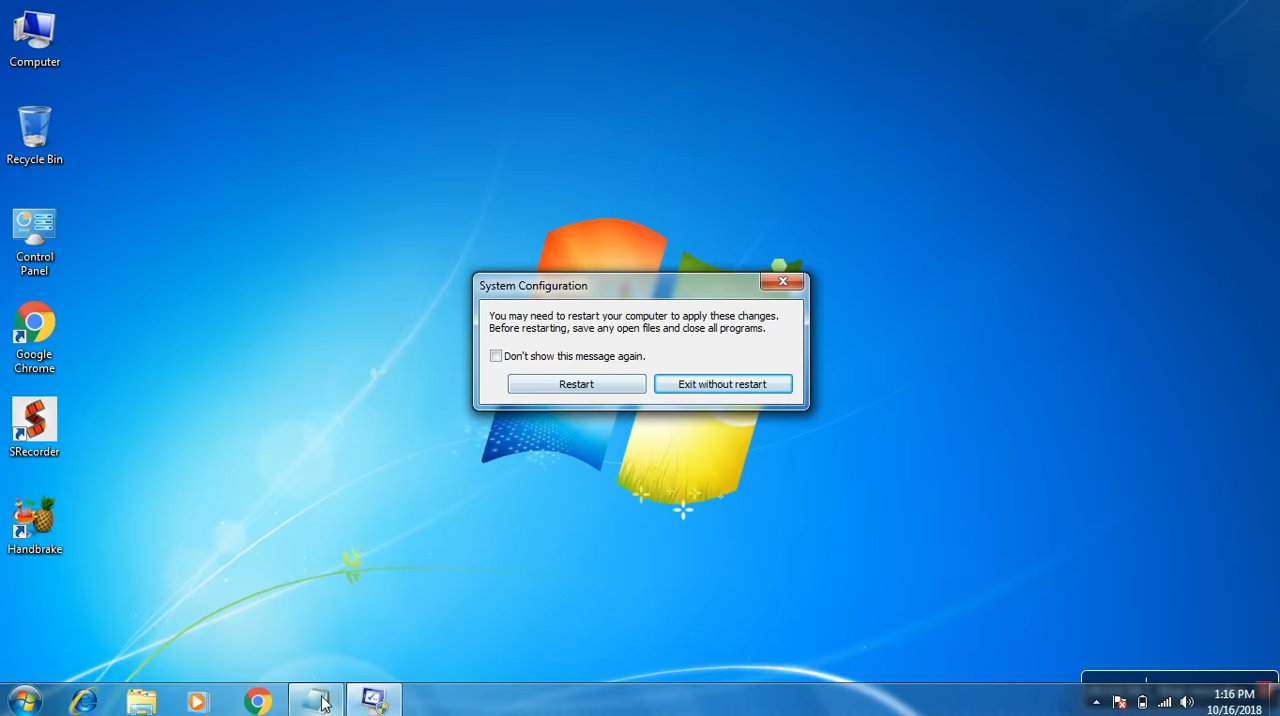 Computer
Recycle Bin
Control
Panel
Google
Chrome
SRecorder
Handbrake
System Configuration
You may need to restart your computer to apply these changes.
Before restarting, save any open files and close all programs.
Don't show this message again.
Restart
Exit without restart
1:16 PM
10/16/2018